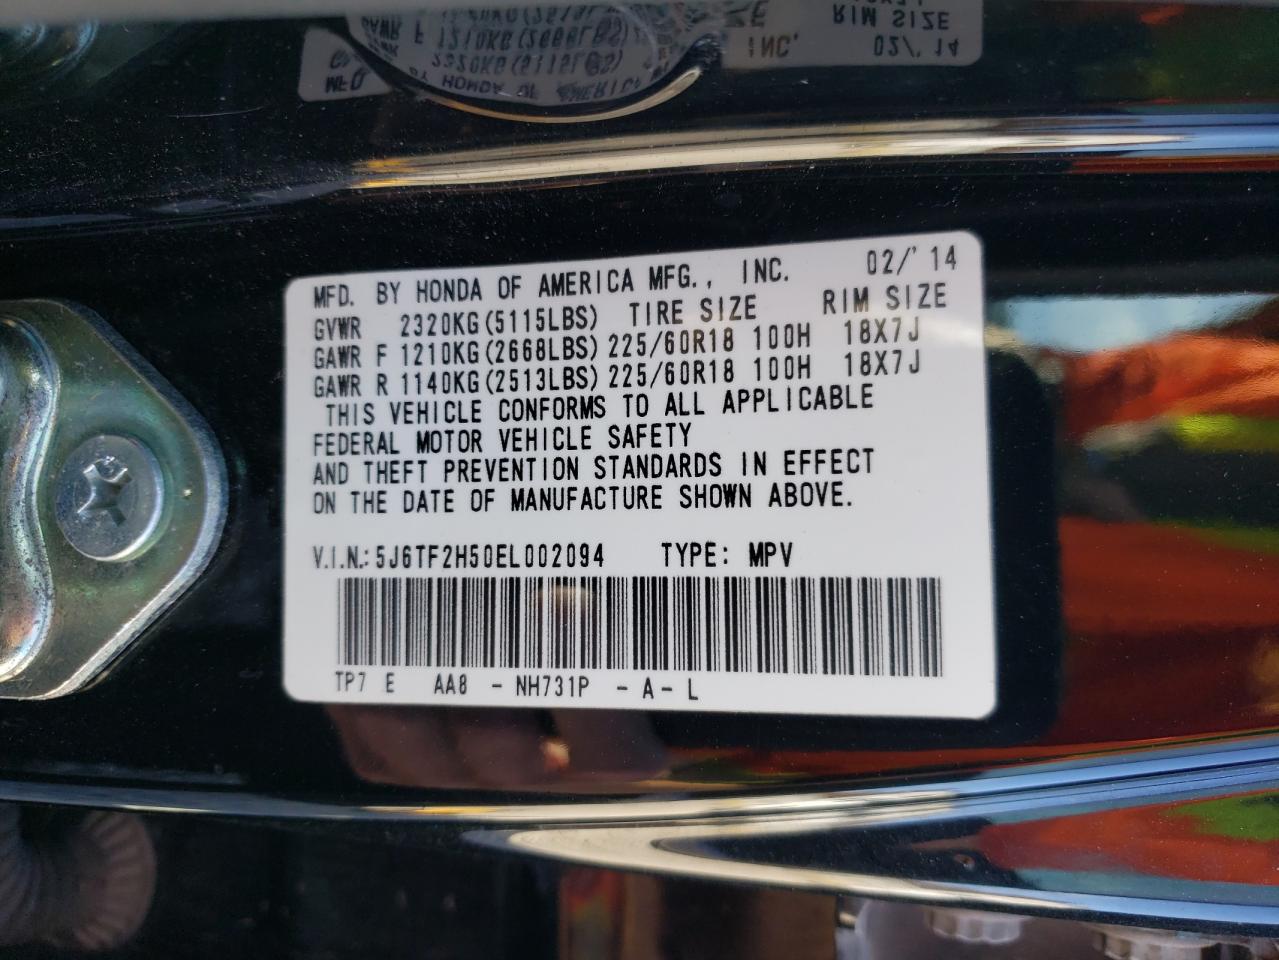 MFD. BY HONDA OF AMERICA MFG., INC. 02/'14
GVWR 2320KG(5115LBS) TIRE SIZE RIM SIZE
GAWR F 1210KG(2668LBS) 225/60R18 100H 18X7J
GAWR R 1140KG(2513LBS) 225/60R18 100H 18X7J
THIS VEHICLE CONFORMS TO ALL APPLICABLE
FEDERAL MOTOR VEHICLE SAFETY
AND THEFT PREVENTION STANDARDS IN EFFECT
ON THE DATE OF MANUFACTURE SHOWN ABOVE.
V.I.N.: 5J6TF2H50EL002094 TYPE: MPV
TP7 E AA8 - NH731P - A - L